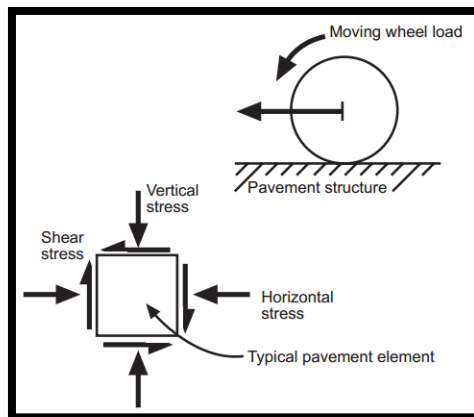 Moving wheel load
Pavement structure
Vertical
stress
Shear
stress
Horizontal
stress
Typical pavement element